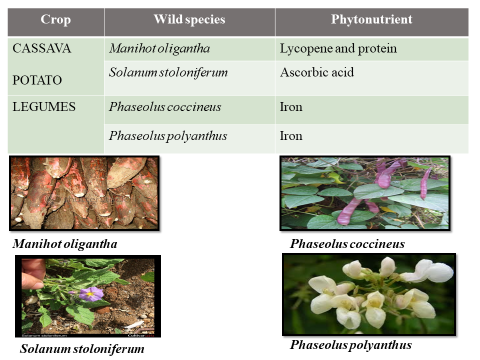 Crop Wild species Phytonutrient
CASSAVA Manihot oligantha Lycopene and protein
POTATO Solanum stoloniferum Ascorbic acid
LEGUMES Phaseolus coccineus Iron
Phaseolus polyanthus Iron
Manihot oligantha
Phaseolus coccineus
Solanum stoloniferum
Phaseolus polyanthus